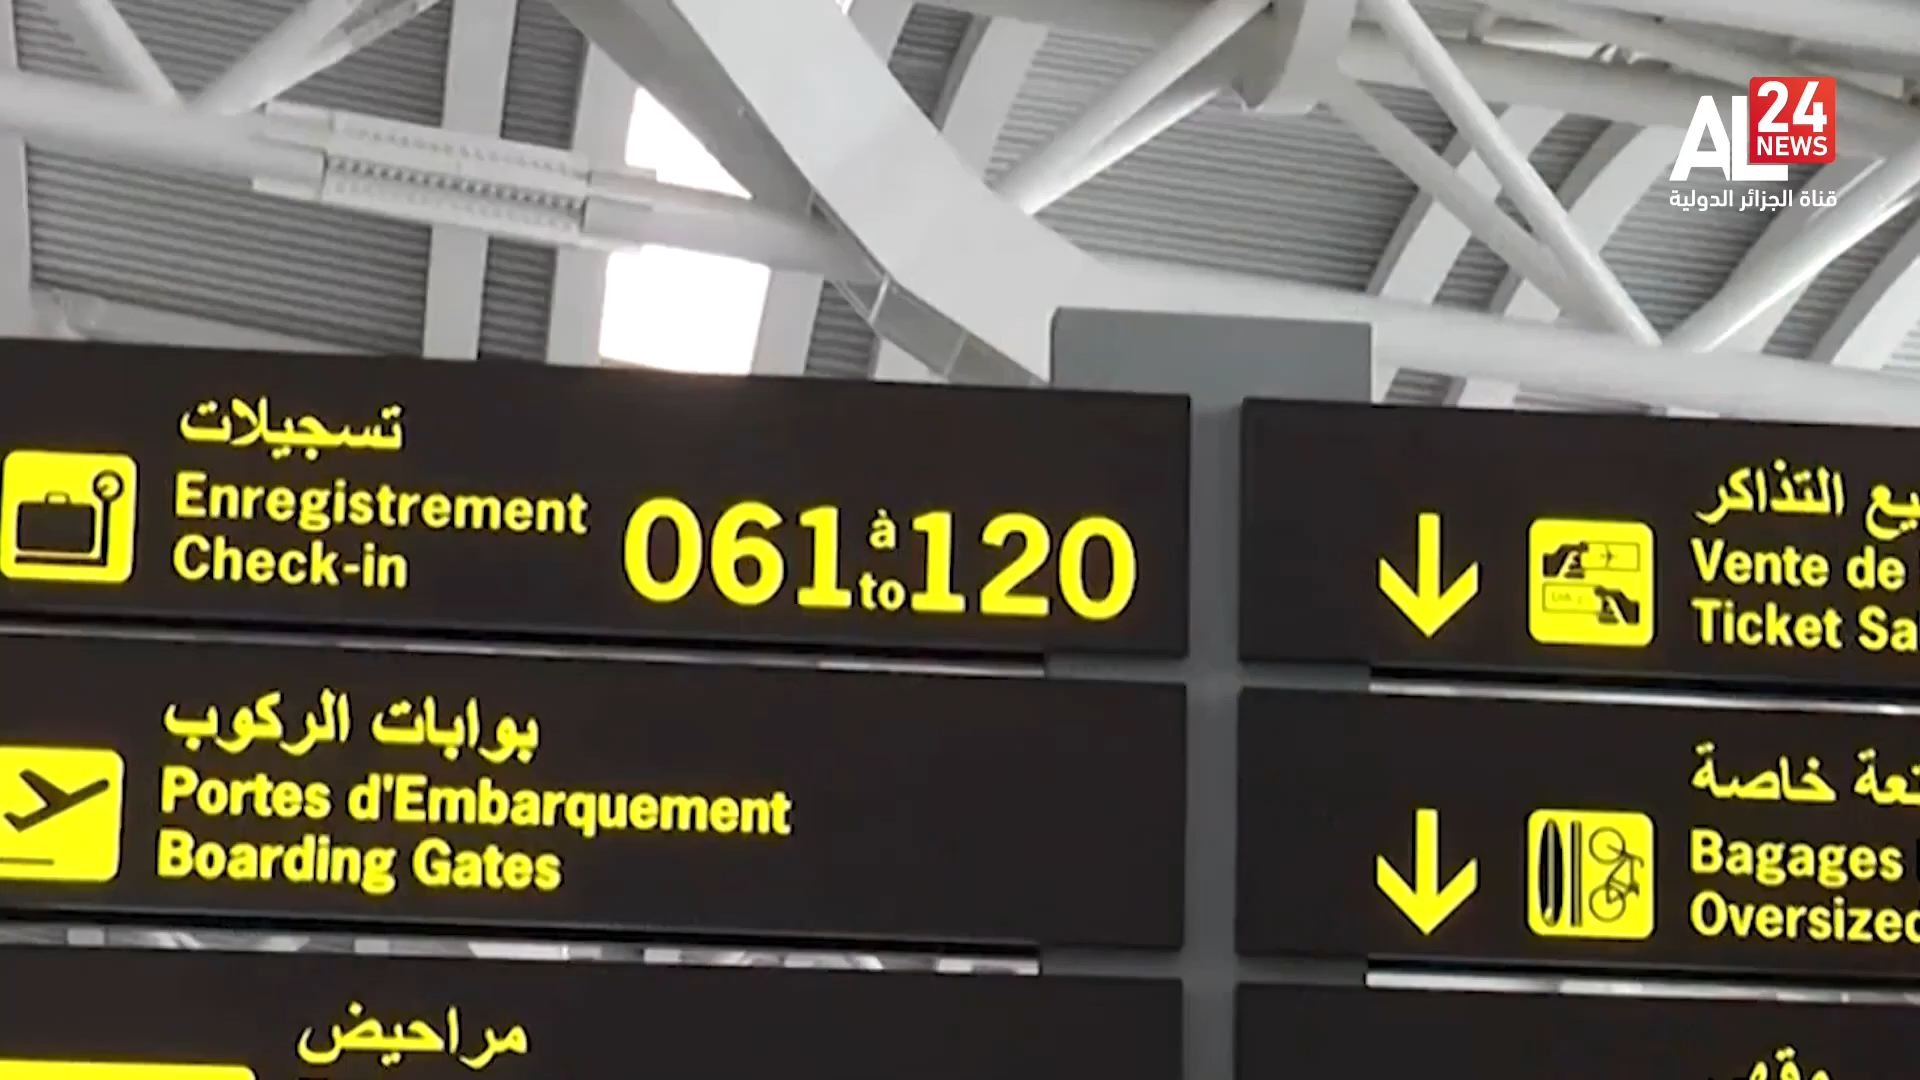 AL 24 NEWS
قناة الجزائر الدولية
تسجيلات
Enregistrement
Check-in
061 à to 120
بوابات الركوب
Portes d'Embarquement
Boarding Gates
مراحيض
التذاكر
Vente de
Ticket
خاصة
Bagages